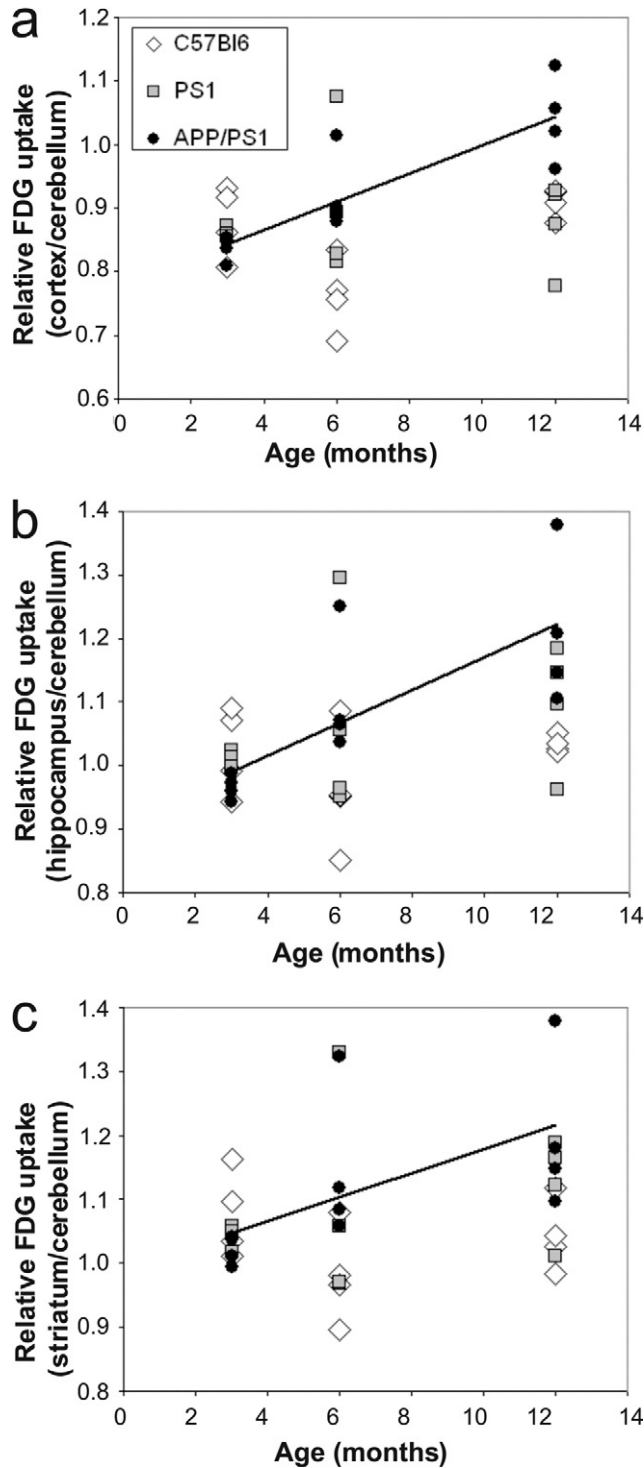 a
C57Bl6
PS1
APP/PS1
Relative FDG uptake
(cortex/cerebellum)
1.2
1.1
1.0
0.9
0.8
0.7
0.6
0 2 4 6 8 10 12 14
Age (months)
b
Relative FDG uptake
(hippocampus/cerebellum)
1.4
1.3
1.2
1.1
1.0
0.9
0.8
0 2 4 6 8 10 12 14
Age (months)
c
Relative FDG uptake
(striatum/cerebellum)
1.4
1.3
1.2
1.1
1.0
0.9
0.8
0 2 4 6 8 10 12 14
Age (months)